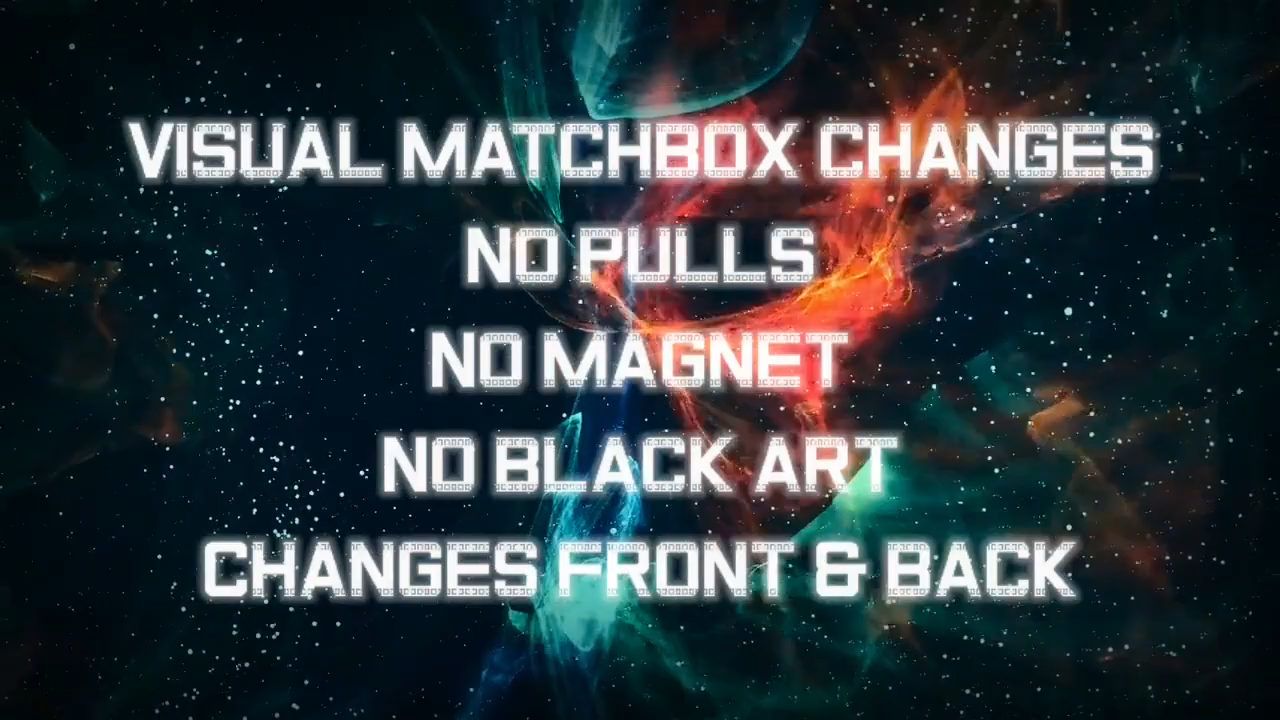 VISUAL MATCHBOX CHANGES
NO PULLS
NO MAGNET
NO BLACK ART
CHANGES FRONT & BACK